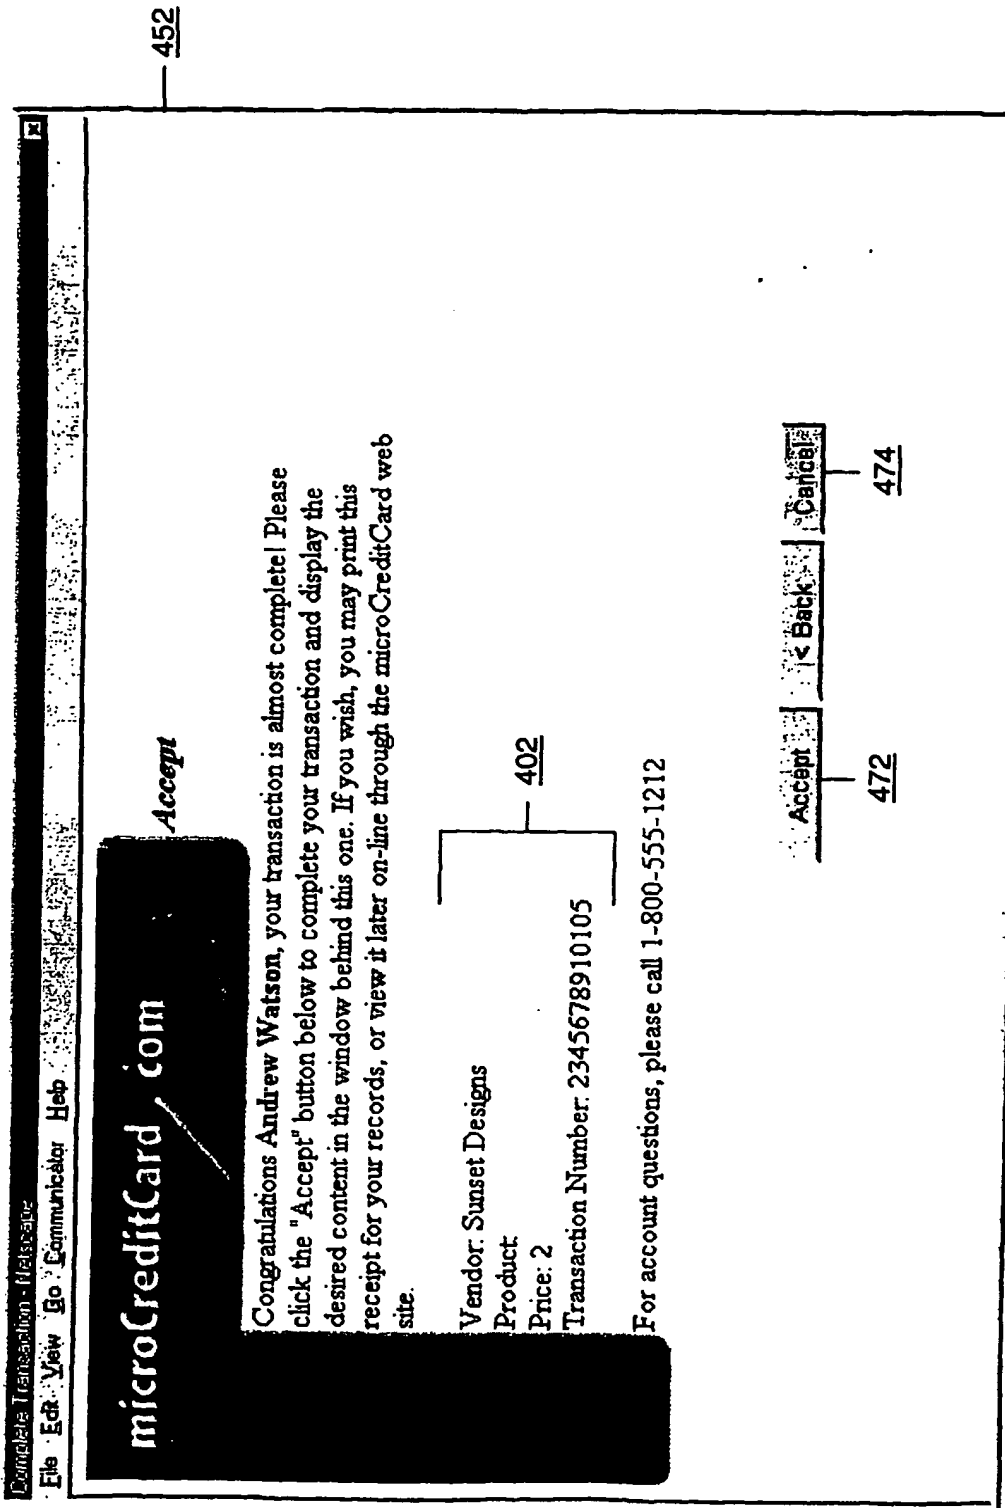 Complete Transaction - Netscape
File Edit View Go Communicator Help
452
microCreditCard.com
Accept
Congratulations Andrew Watson, your transaction is almost complete! Please
click the "Accept" button below to complete your transaction and display the
desired content in the window behind this one. If you wish, you may print this
receipt for your records, or view it later on-line through the microCreditCard web
site.
Vendor: Sunset Designs
Product:
Price: 2
Transaction Number: 234567891010 5
402
For account questions, please call 1-800-555-1212
Accept < Back Cancel
472 474